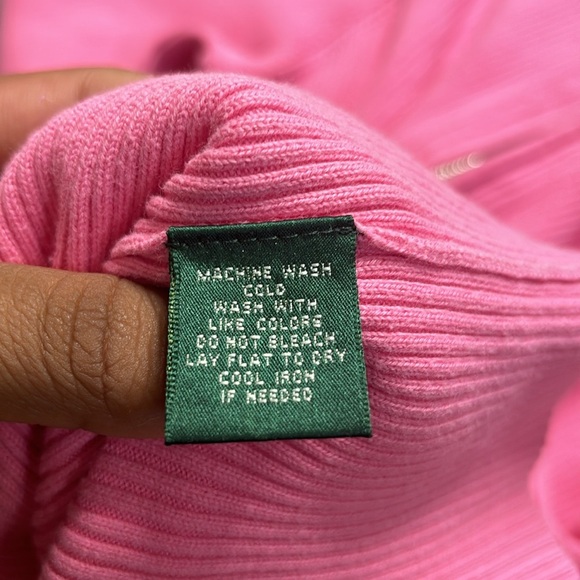 MACHINE WASH
COLD
WASH WITH
LIKE COLORS
DO NOT BLEACH
LAY FLAT TO DRY
COOL IRON
IF NEEDED